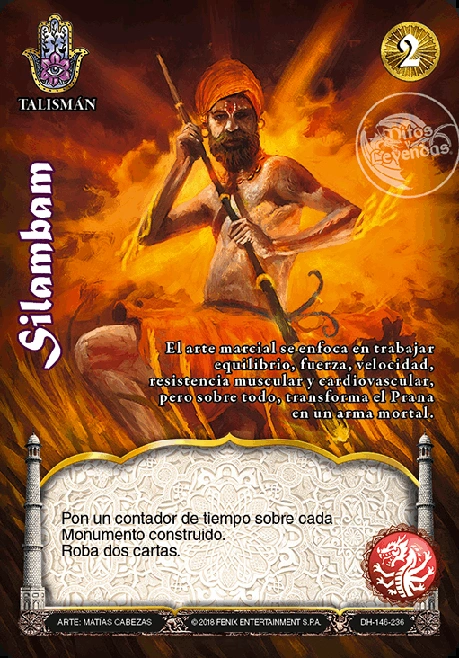 2
TALISMÁN
Mitos
Leyendas
Silambam
El arte marcial se enfoca en trabajar
equilibrio, fuerza, velocidad,
resistencia muscular y cardiovascular,
pero sobre todo, transforma el Prana
en un arma mortal.
Pon un contador de tiempo sobre cada
Monumento construido.
Roba dos cartas.
ARTE: MATIAS CABEZAS ©2018 FENIX ENTERTAINMENT S.P.A. DH-146-236